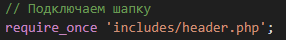 // Подключаем шапку
require_once 'includes/header.php';